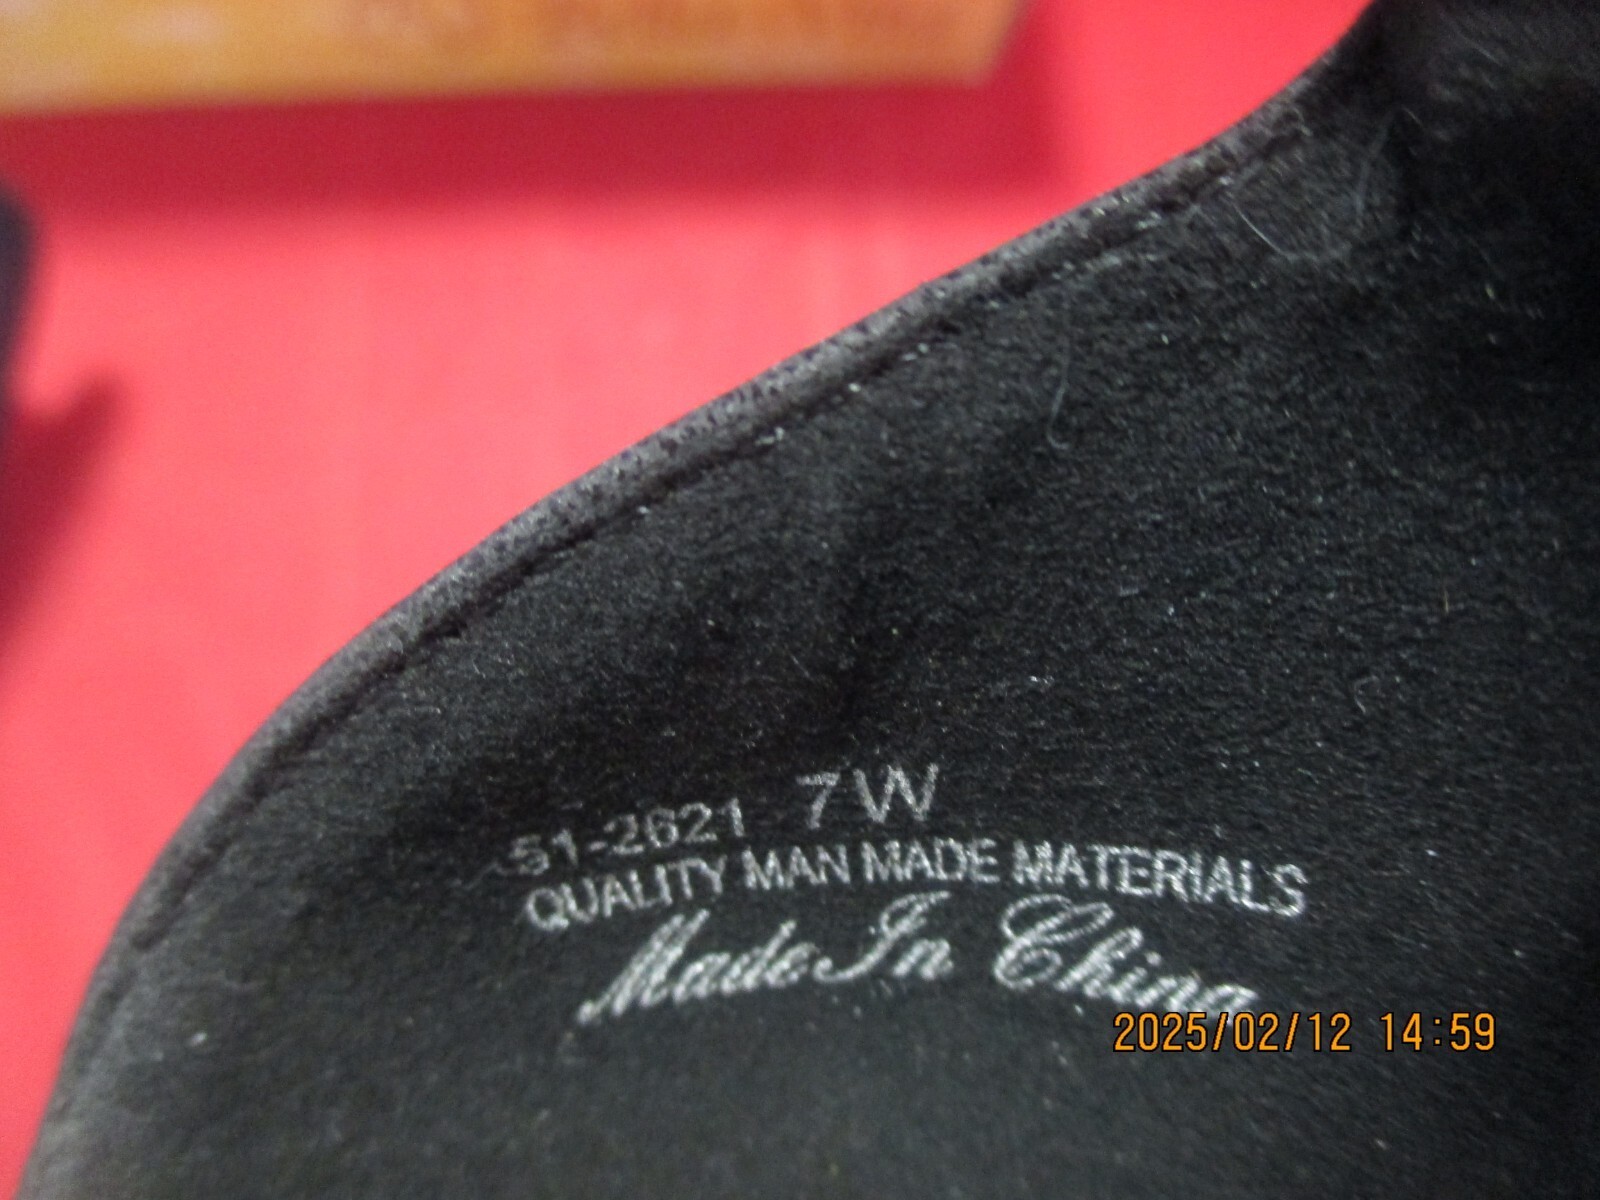 51-2621 7W
QUALITY MAN MADE MATERIALS
Made In China
2025/02/12 14:59